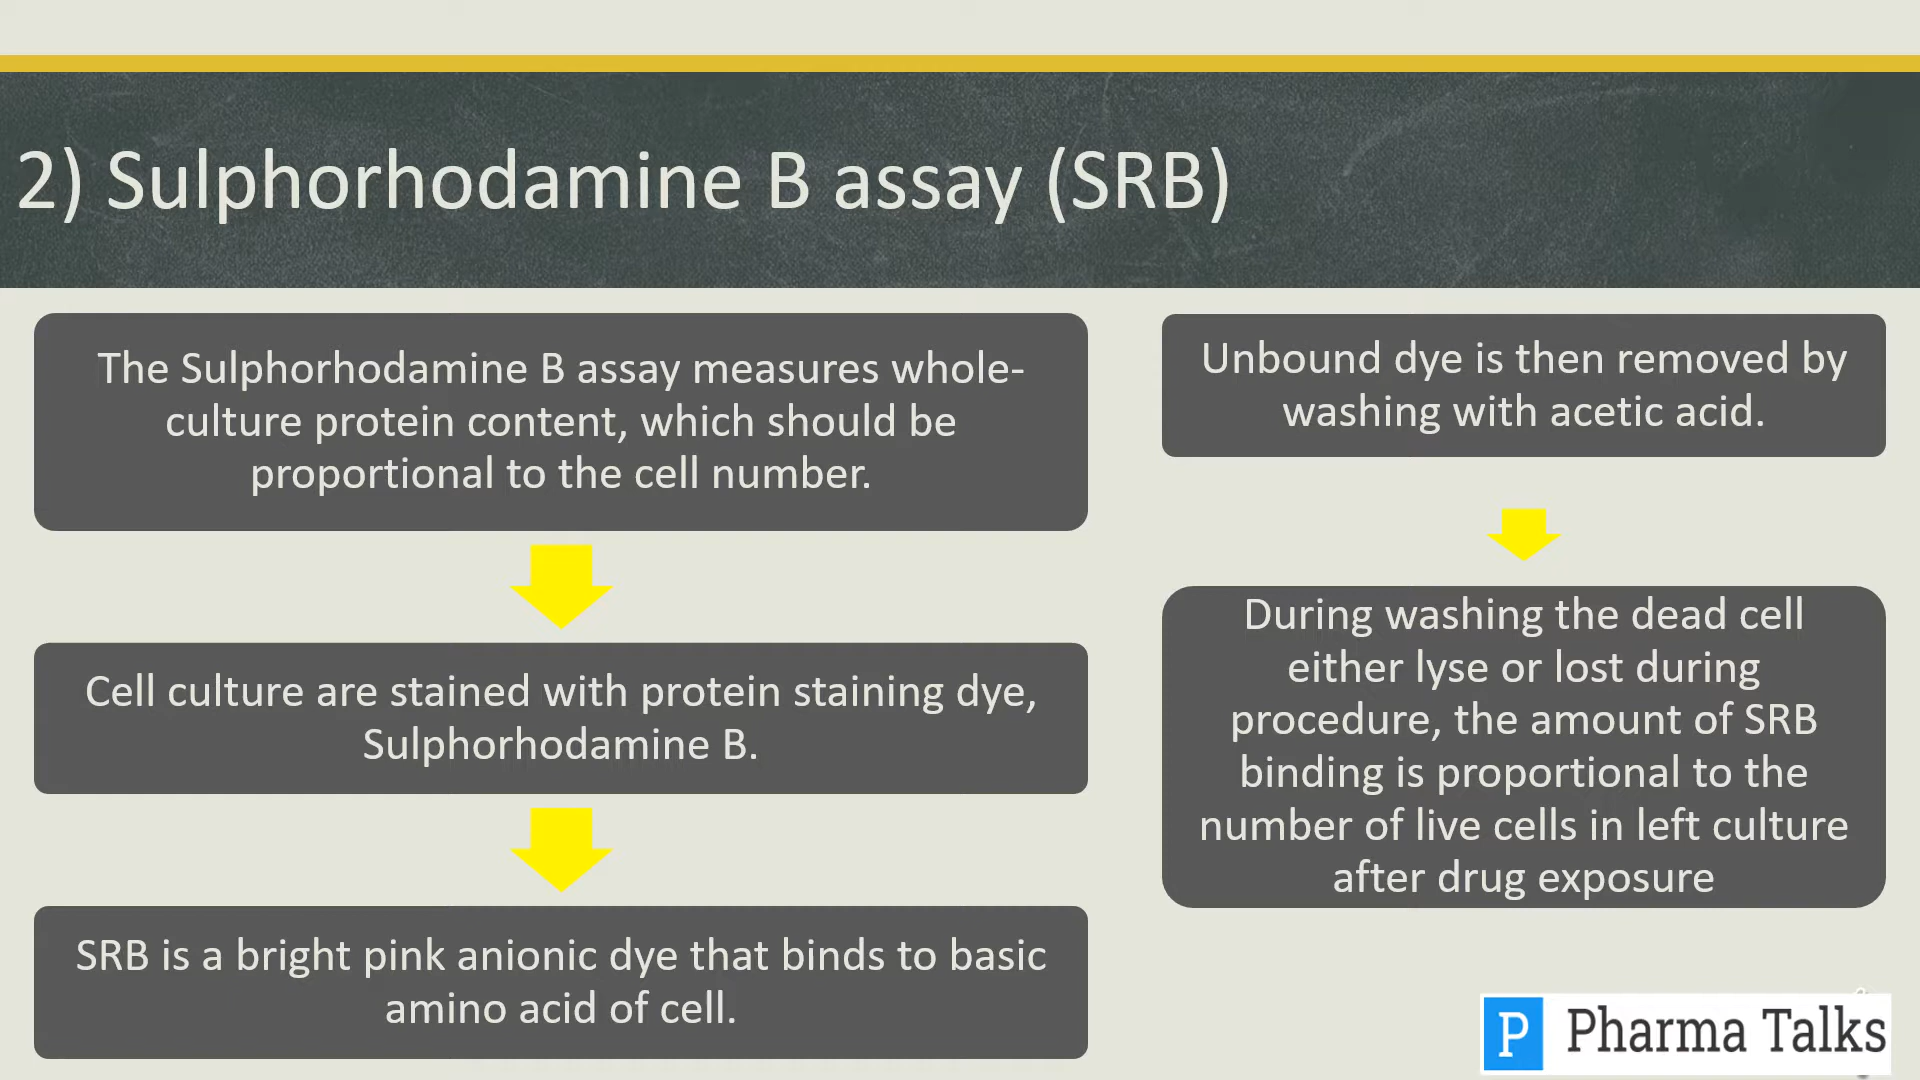 2) Sulphorhodamine B assay (SRB)
The Sulphorhodamine B assay measures whole-
culture protein content, which should be
proportional to the cell number.
Cell culture are stained with protein staining dye,
Sulphorhodamine B.
SRB is a bright pink anionic dye that binds to basic
amino acid of cell.
Unbound dye is then removed by
washing with acetic acid.
During washing the dead cell
either lyse or lost during
procedure, the amount of SRB
binding is proportional to the
number of live cells in left culture
after drug exposure
P Pharma Talks